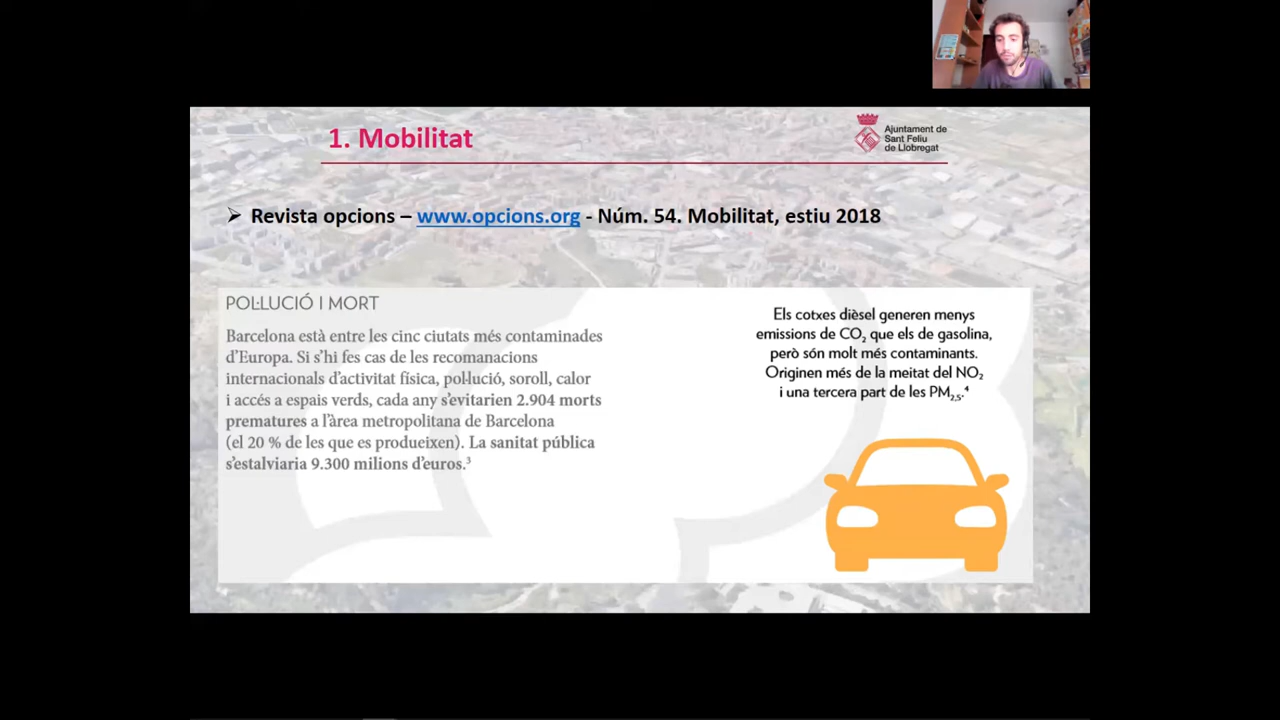 1. Mobilitat
Ajuntament de
Sant Feliu
de Llobregat
➢ Revista opcions – www.opcions.org - Núm. 54. Mobilitat, estiu 2018
POL·LUCIÓ I MORT
Barcelona està entre les cinc ciutats més contaminades
d'Europa. Si s'hi fes cas de les recomanacions
internacionals d'activitat física, pol·lució, soroll, calor
i accés a espais verds, cada any s'evitarien 2.904 morts
prematures a l'àrea metropolitana de Barcelona
(el 20 % de les que es produeixen). La sanitat pública
s'estalviaria 9.300 milions d'euros.³
Els cotxes dièsel generen menys
emissions de CO₂ que els de gasolina,
però són molt més contaminants.
Originen més de la meitat del NO₂
i una tercera part de les PM₂,₅.⁴